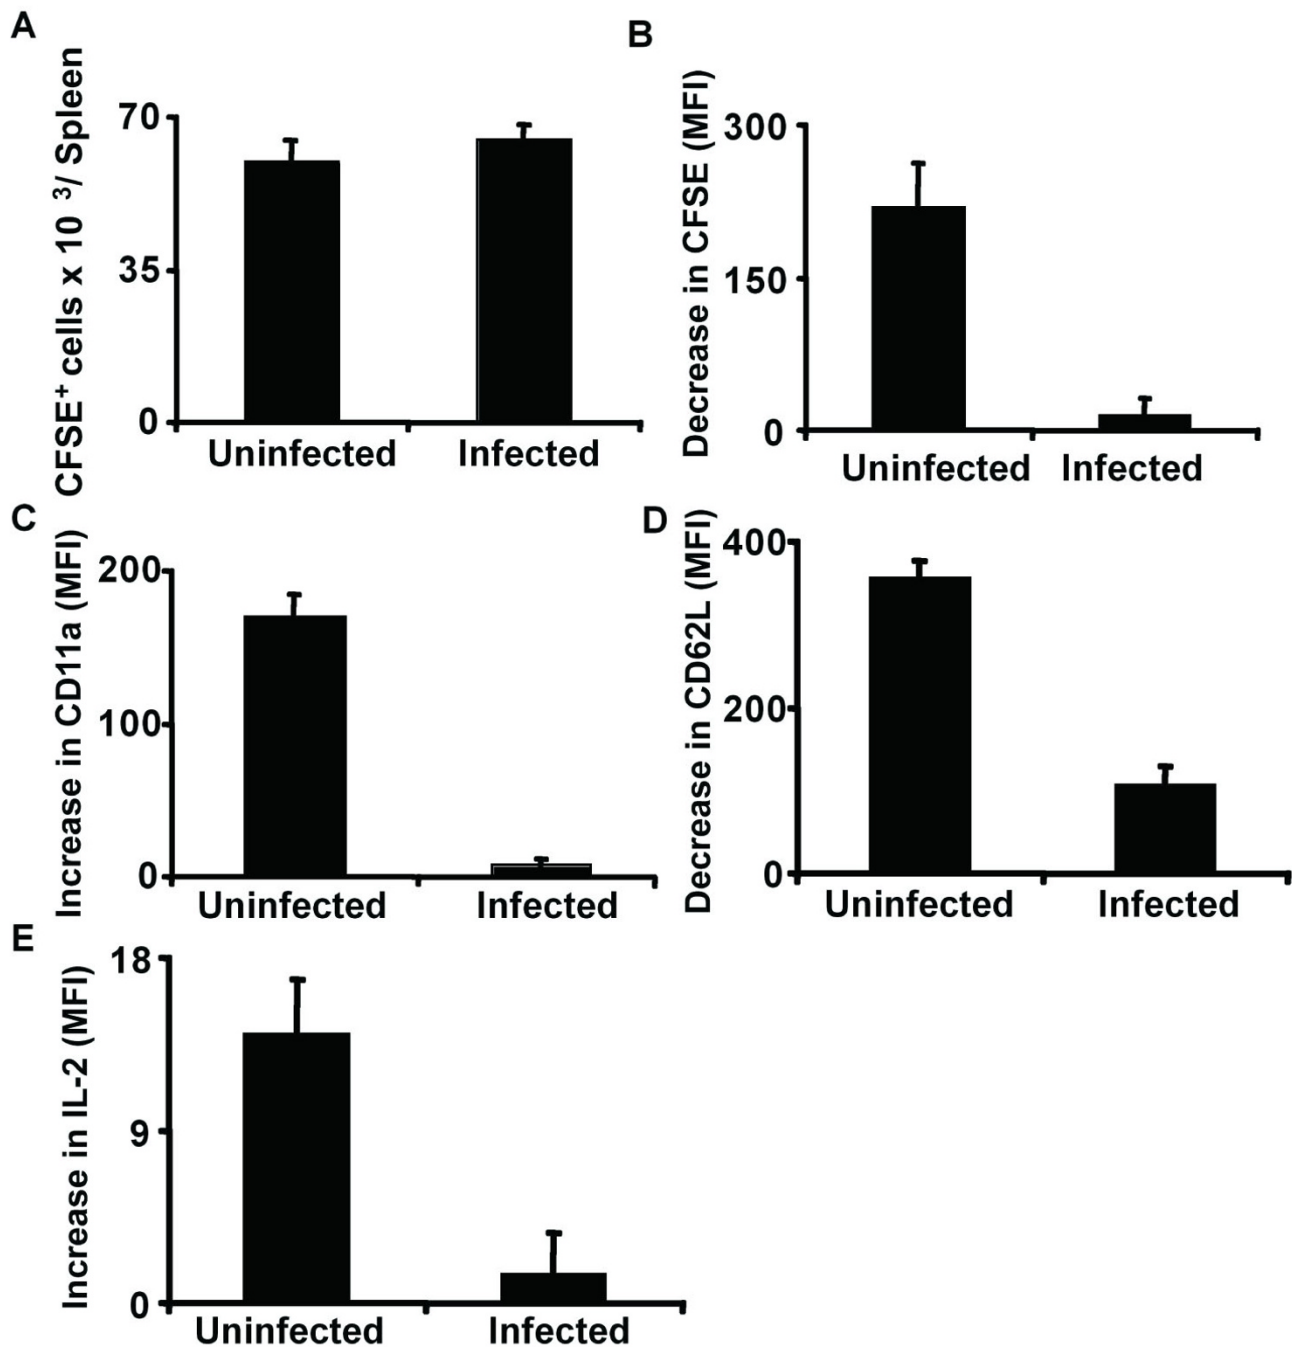 A
CFSE+ cells x 10 3/ Spleen
70
35
0
Uninfected Infected
B
Decrease in CFSE (MFI)
300
150
0
Uninfected Infected
C
Increase in CD11a (MFI)
200
100
0
Uninfected Infected
D
Decrease in CD62L (MFI)
400
200
0
Uninfected Infected
E
Increase in IL-2 (MFI)
18
9
0
Uninfected Infected